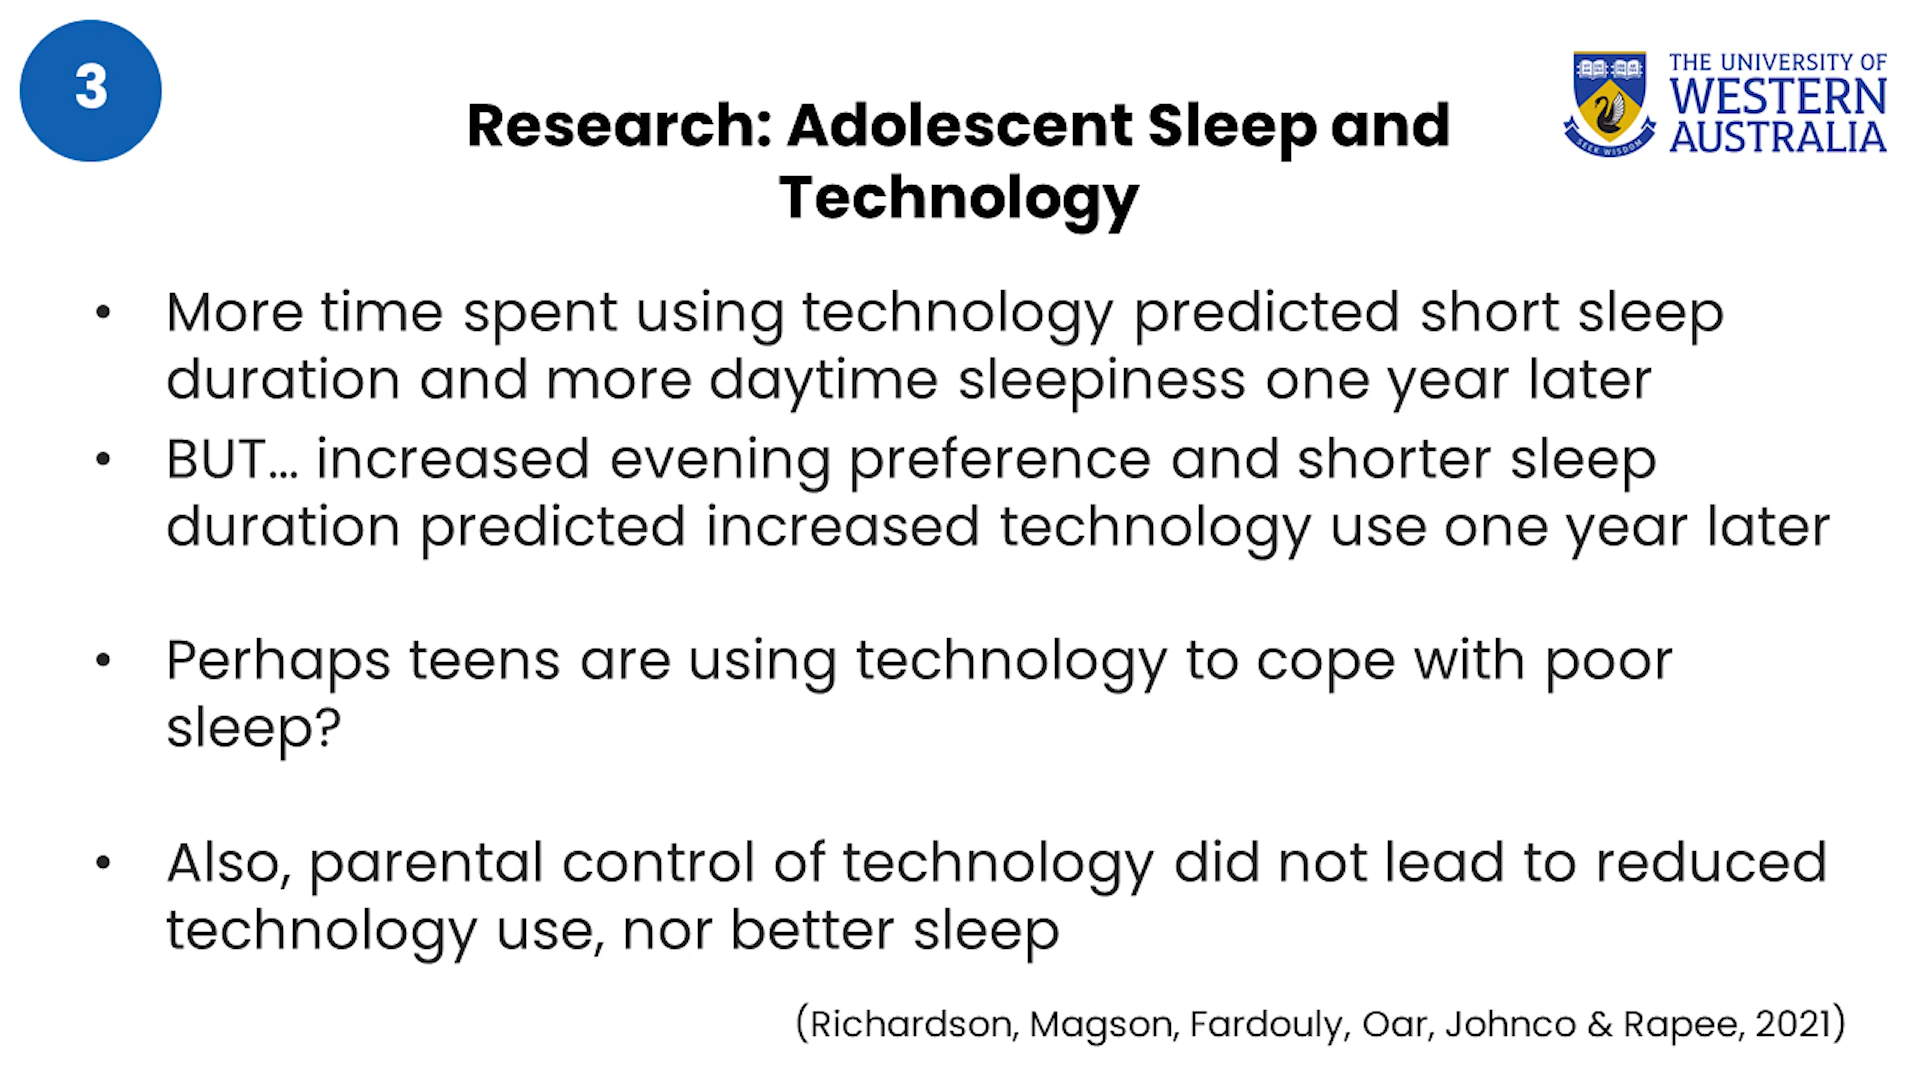 3
Research: Adolescent Sleep and
Technology
THE UNIVERSITY OF
WESTERN
AUSTRALIA
SEEK WISDOM
• More time spent using technology predicted short sleep
duration and more daytime sleepiness one year later
• BUT... increased evening preference and shorter sleep
duration predicted increased technology use one year later
• Perhaps teens are using technology to cope with poor
sleep?
• Also, parental control of technology did not lead to reduced
technology use, nor better sleep
(Richardson, Magson, Fardouly, Oar, Johnco & Rapee, 2021)